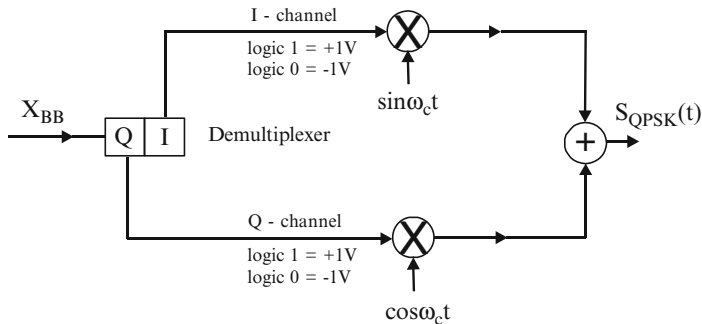 I - channel
logic 1 = +1V
logic 0 = -1V
sinω_ct
X_BB
Q I
Demultiplexer
S_QPSK(t)
+
Q - channel
logic 1 = +1V
logic 0 = -1V
cosω_ct